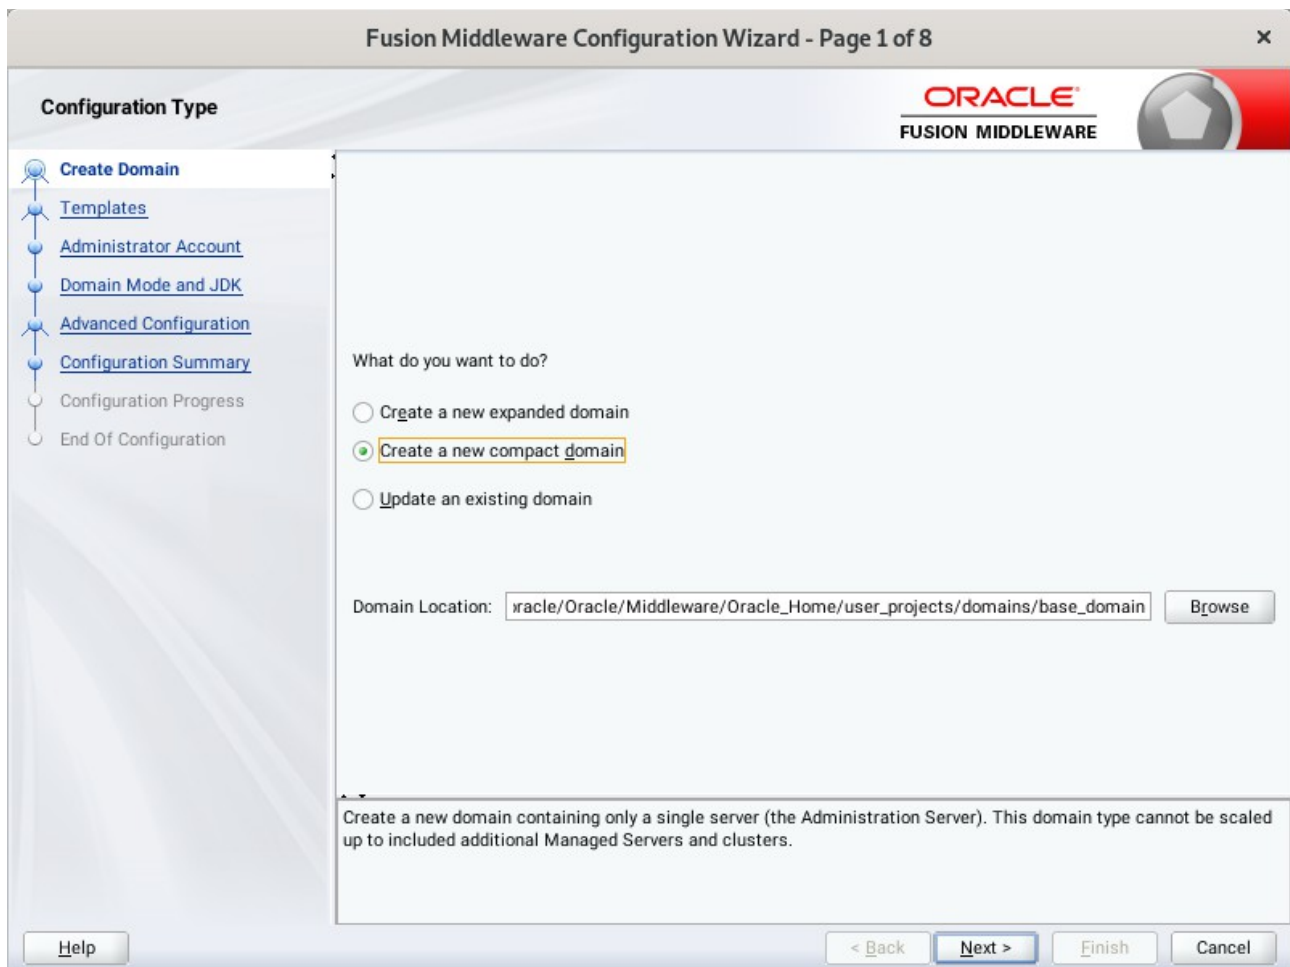 Fusion Middleware Configuration Wizard - Page 1 of 8
Configuration Type
ORACLE
FUSION MIDDLEWARE
Create Domain
Templates
Administrator Account
Domain Mode and JDK
Advanced Configuration
Configuration Summary
Configuration Progress
End Of Configuration
What do you want to do?
Create a new expanded domain
Create a new compact domain
Update an existing domain
Domain Location: racle/Oracle/Middleware/Oracle_Home/user_projects/domains/base_domain Browse
Create a new domain containing only a single server (the Administration Server). This domain type cannot be scaled
up to included additional Managed Servers and clusters.
Help < Back Next > Finish Cancel